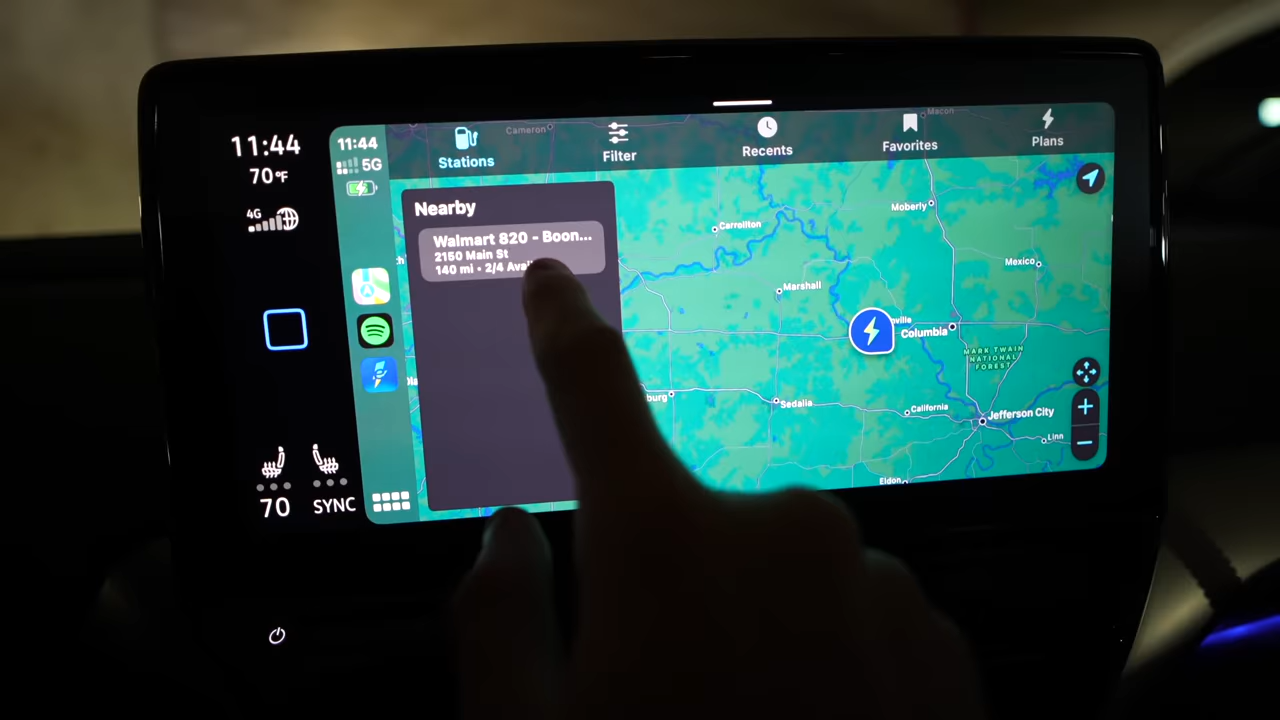 11:44
70°F
4G
70
SYNC
11:44
5G
Stations
Filter
Recents
Favorites
Plans
Nearby
Walmart 820 - Boon...
2150 Main St
140 mi • 2/4
Cameron
Macon
Moberly
Carrollton
Mexico
Marshall
Columbia
MARK TWAIN
NATIONAL
FOREST
Sedalia
California
Jefferson City
Linn
Eldon